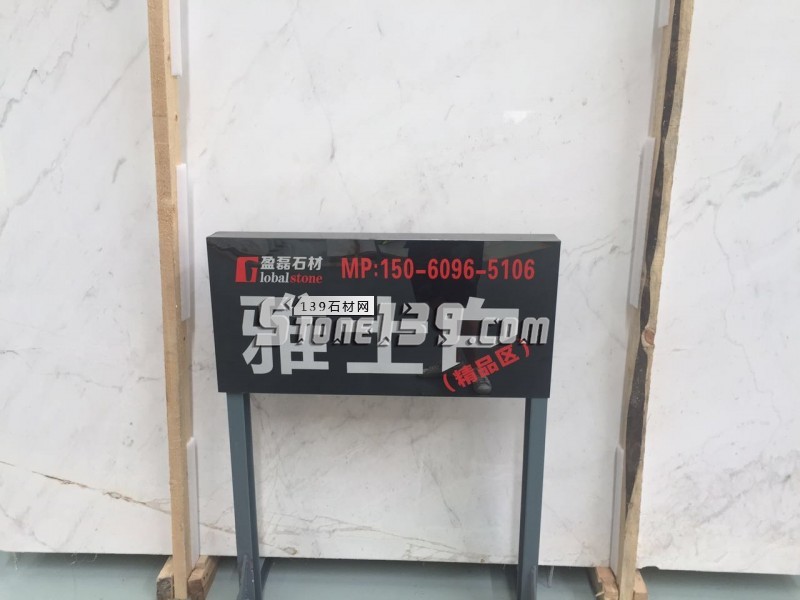 盈磊石材
Global stone
MP:150-6096-5106
雅士白
139石材网
Stone139.com
(精品区)